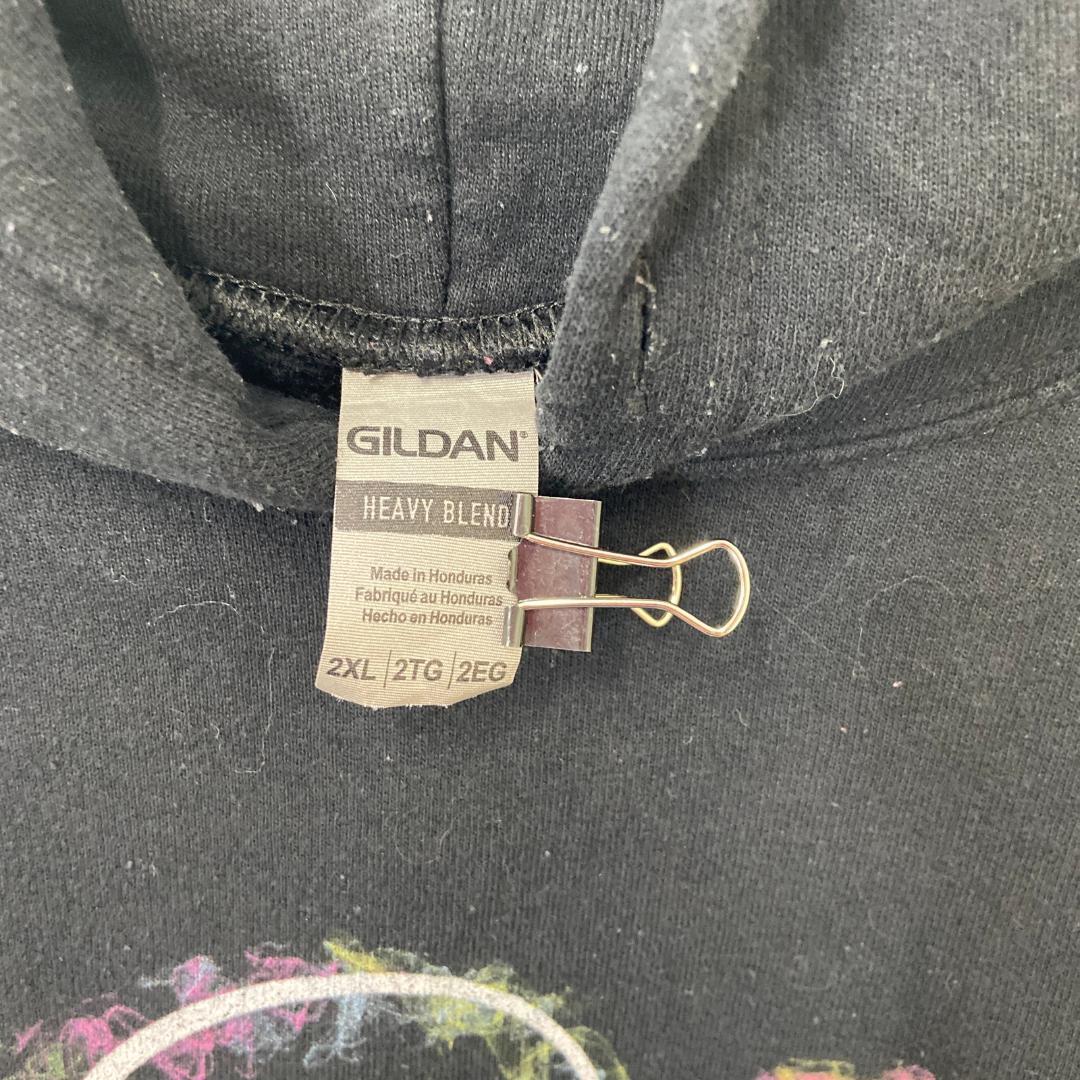 GILDAN®
HEAVY BLEND
Made in Honduras
Fabriqué au Honduras
Hecho en Honduras
2XL | 2TG | 2EG